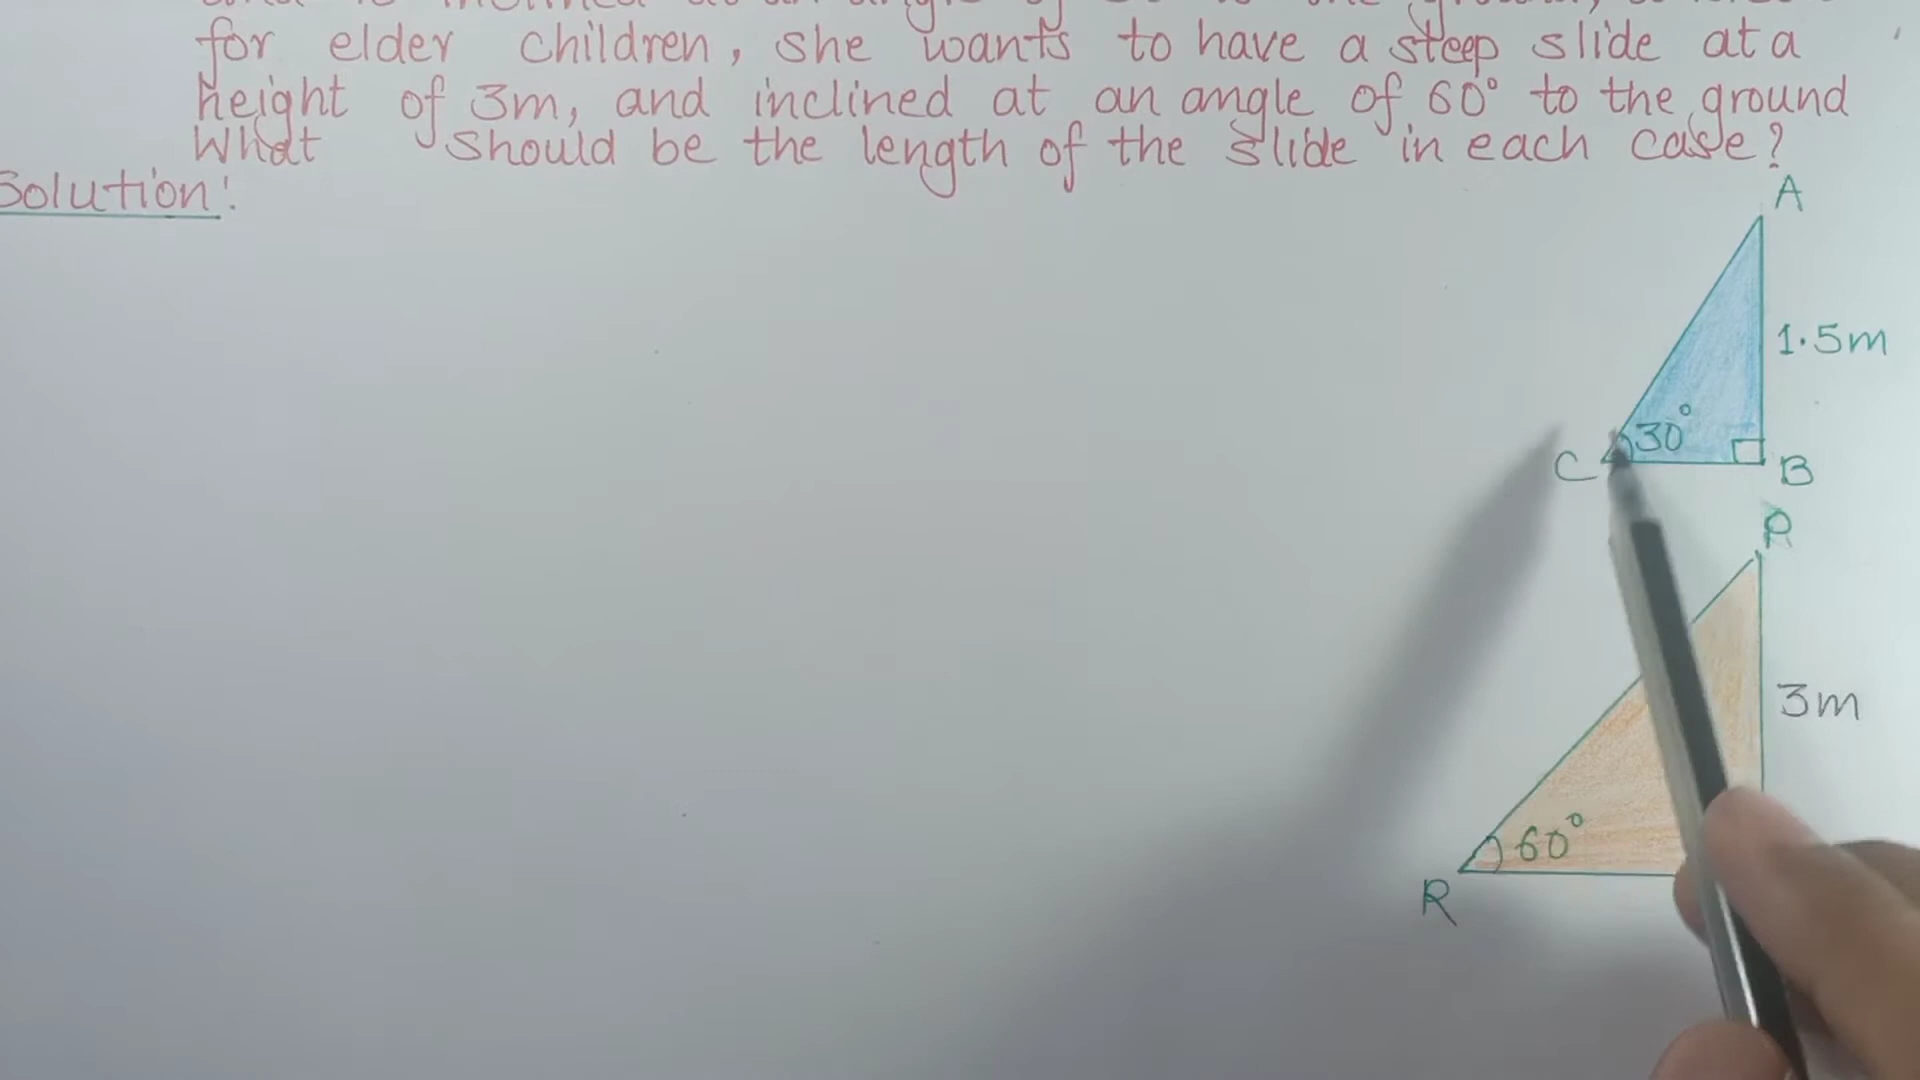 for elder children, she wants to have a steep slide at a
height of 3m, and inclined at an angle of 60° to the ground
What should be the length of the slide in each case?
Solution:
A
1.5m
30°
C
B
P
3m
60°
R